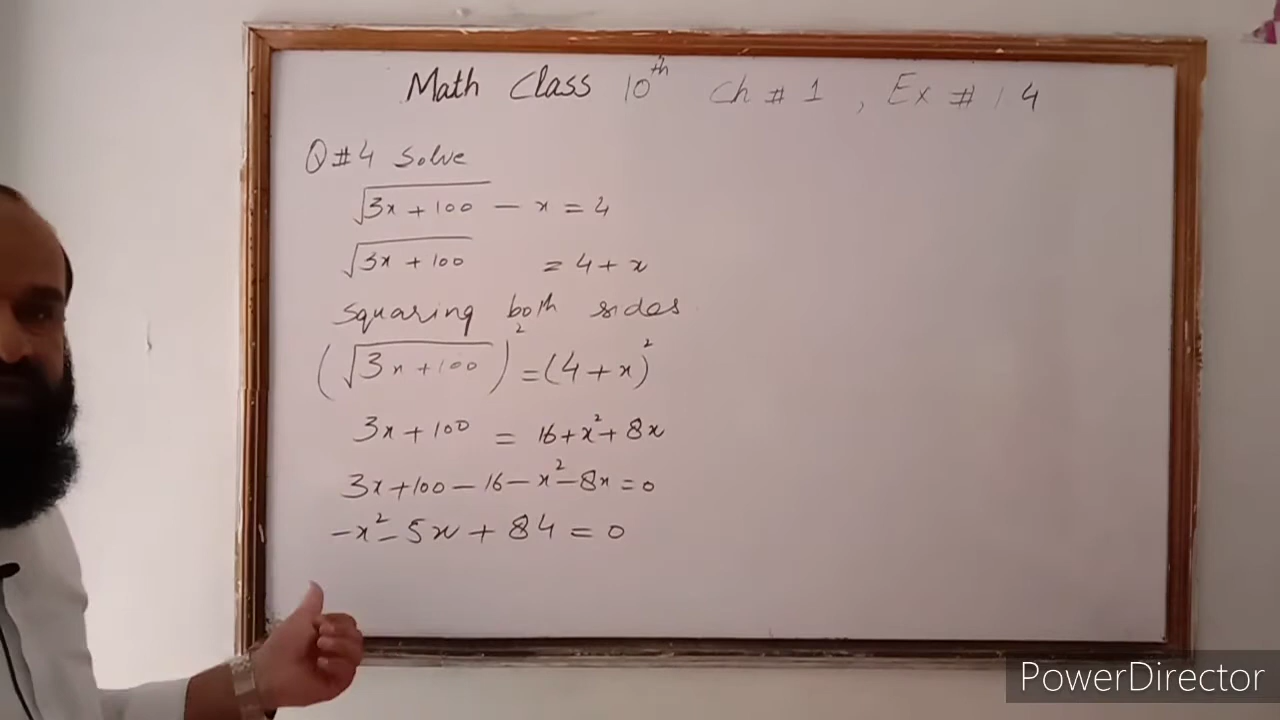 Math Class 10th Ch # 1 , Ex # 1 4
Q#4 Solve
√3x + 100 - x = 4
√3x + 100 = 4 + x
Squaring both sides
(√3x + 100)² = (4 + x)²
3x + 100 = 16 + x² + 8x
3x + 100 - 16 - x² - 8x = 0
-x² - 5x + 84 = 0
PowerDirector